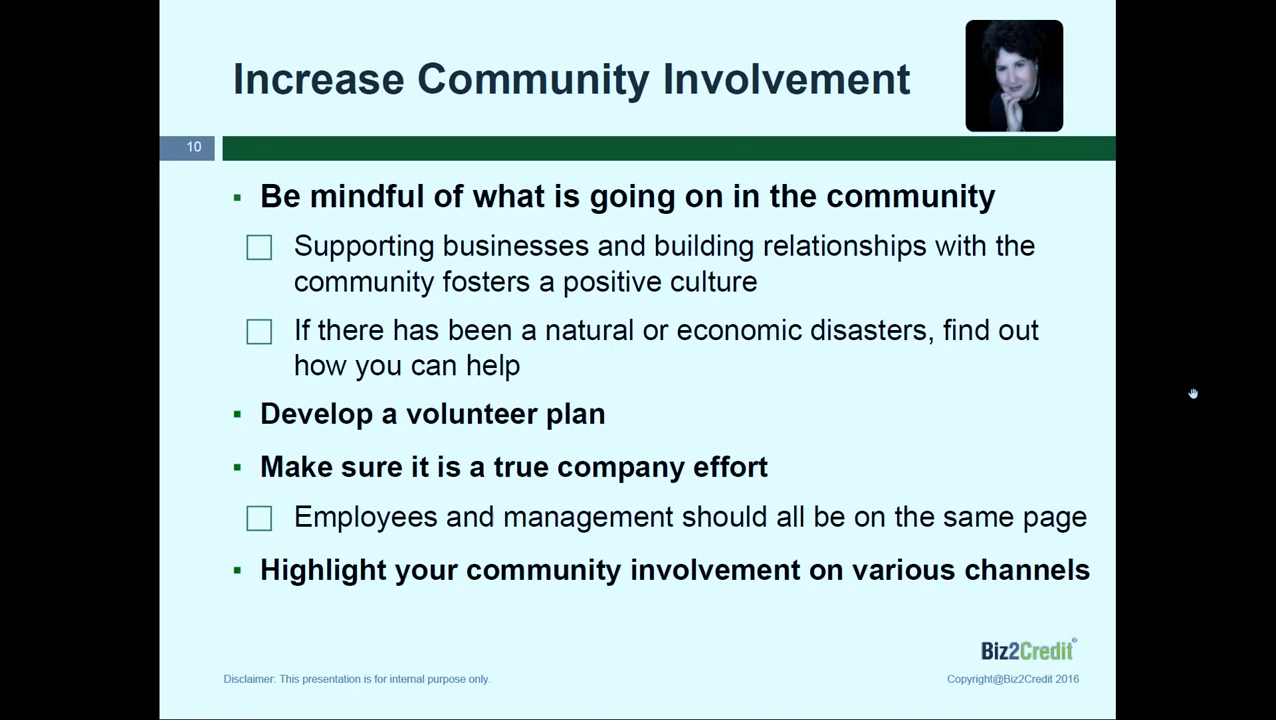 Increase Community Involvement
10
Be mindful of what is going on in the community
Supporting businesses and building relationships with the
community fosters a positive culture
If there has been a natural or economic disasters, find out
how you can help
Develop a volunteer plan
Make sure it is a true company effort
Employees and management should all be on the same page
Highlight your community involvement on various channels
Biz2Credit
Disclaimer: This presentation is for internal purpose only.
Copyright@Biz2Credit 2016